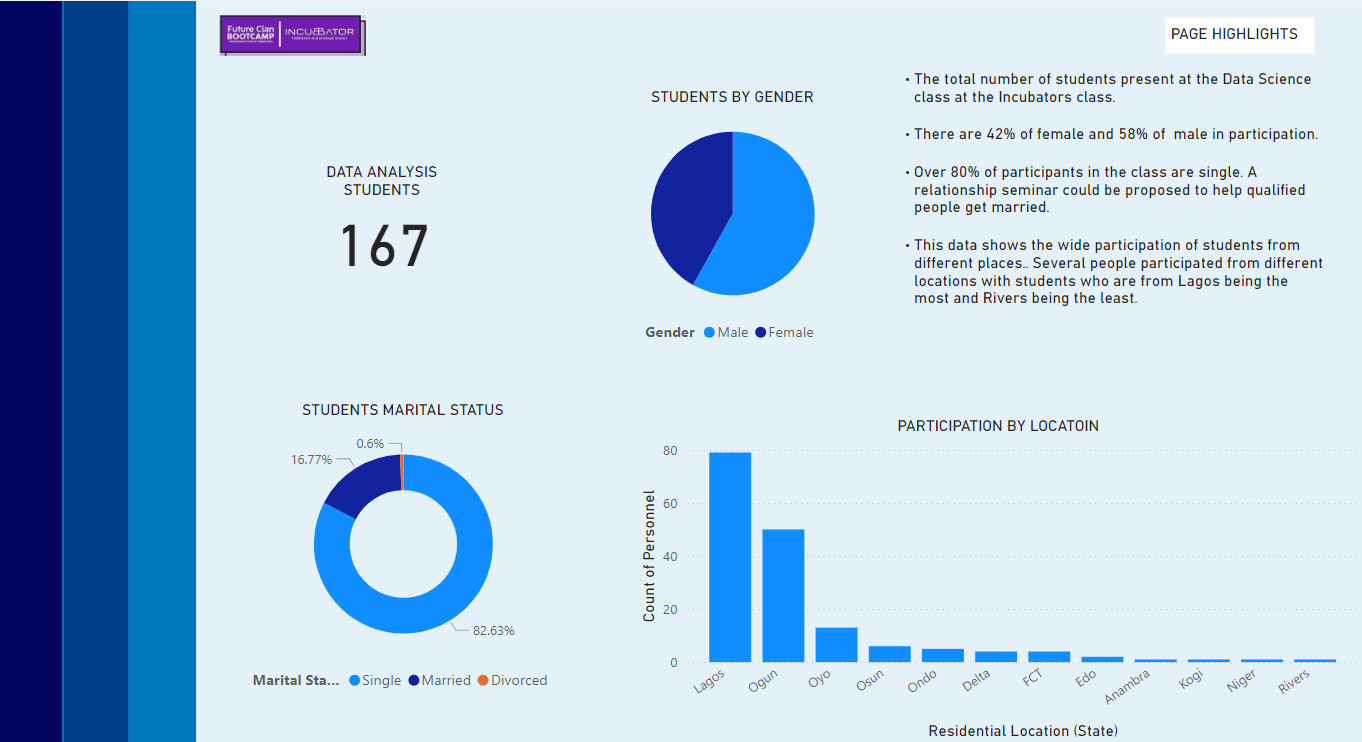 Future Clan
BOOTCAMP
INCUBATOR
PAGE HIGHLIGHTS
• The total number of students present at the Data Science
class at the Incubators class.
• There are 42% of female and 58% of male in participation.
• Over 80% of participants in the class are single. A
relationship seminar could be proposed to help qualified
people get married.
• This data shows the wide participation of students from
different places.. Several people participated from different
locations with students who are from Lagos being the
most and Rivers being the least.
DATA ANALYSIS
STUDENTS
167
STUDENTS BY GENDER
Gender Male Female
STUDENTS MARITAL STATUS
0.6%
16.77%
82.63%
Marital Sta... Single Married Divorced
PARTICIPATION BY LOCATOIN
Count of Personnel
80
60
40
20
0
Lagos
Ogun
Oyo
Osun
Ondo
Delta
FCT
Edo
Anambra
Kogi
Niger
Rivers
Residential Location (State)